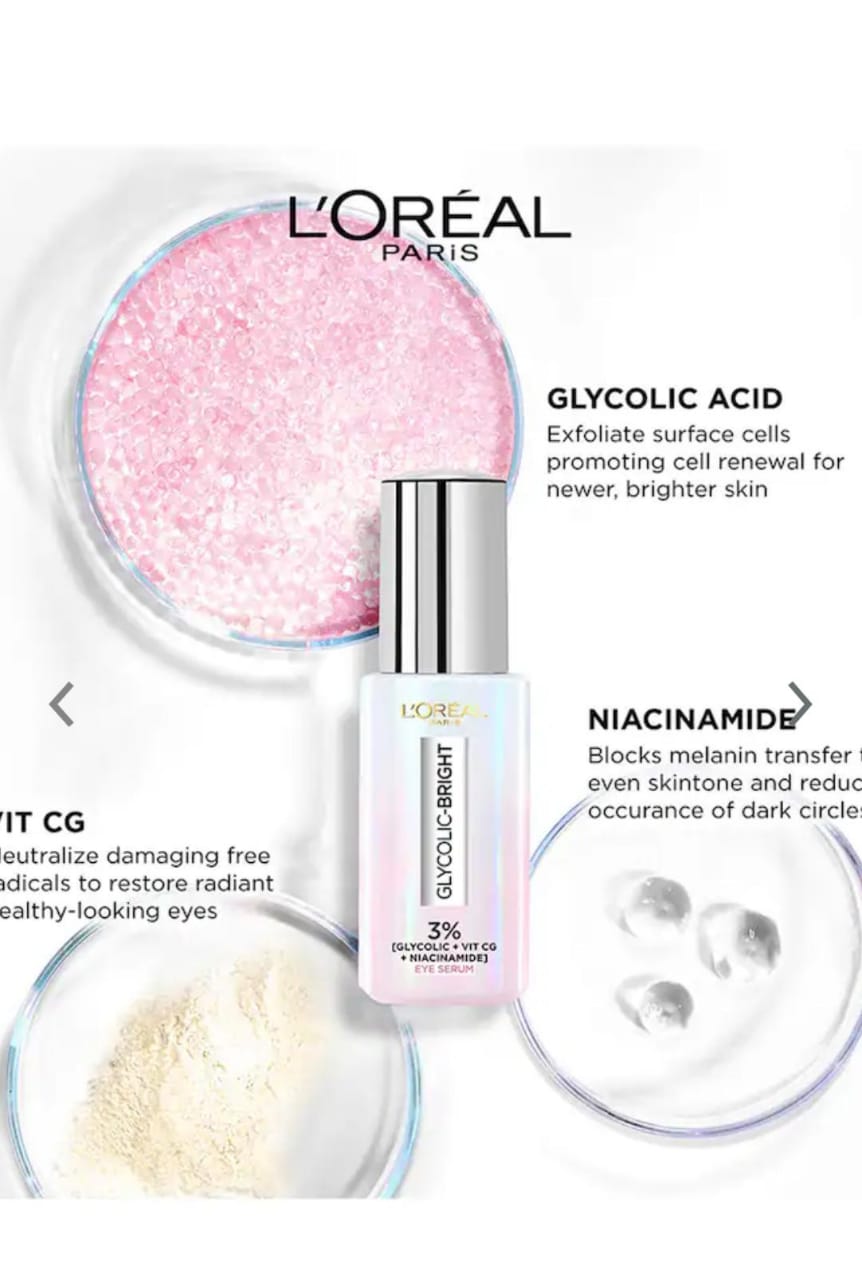 L'ORÉAL
PARiS
GLYCOLIC ACID
Exfoliate surface cells
promoting cell renewal for
newer, brighter skin
NIACINAMIDE
Blocks melanin transfer
even skintone and reduc
occurance of dark circles
VIT CG
Neutralize damaging free
adicals to restore radiant
ealthy-looking eyes
L'ORÉAL
PARIS
GLYCOLIC-BRIGHT
3%
[GLYCOLIC + VIT CG
+ NIACINAMIDE]
EYE SERUM